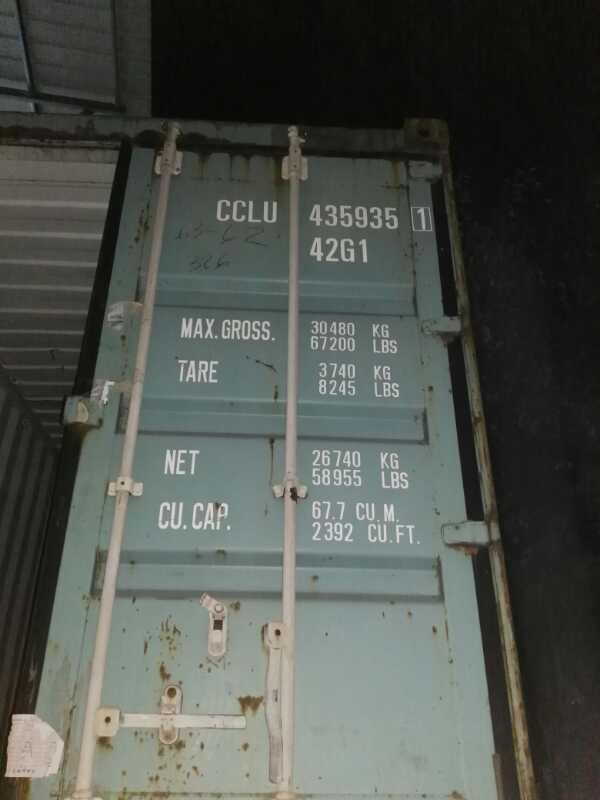 CCLU 435935 1
42G1
MAX.GROSS. 30480 KG
67200 LBS
TARE 3740 KG
8245 LBS
NET 26740 KG
58955 LBS
CU.CAP. 67.7 CU.M.
2392 CU.FT.